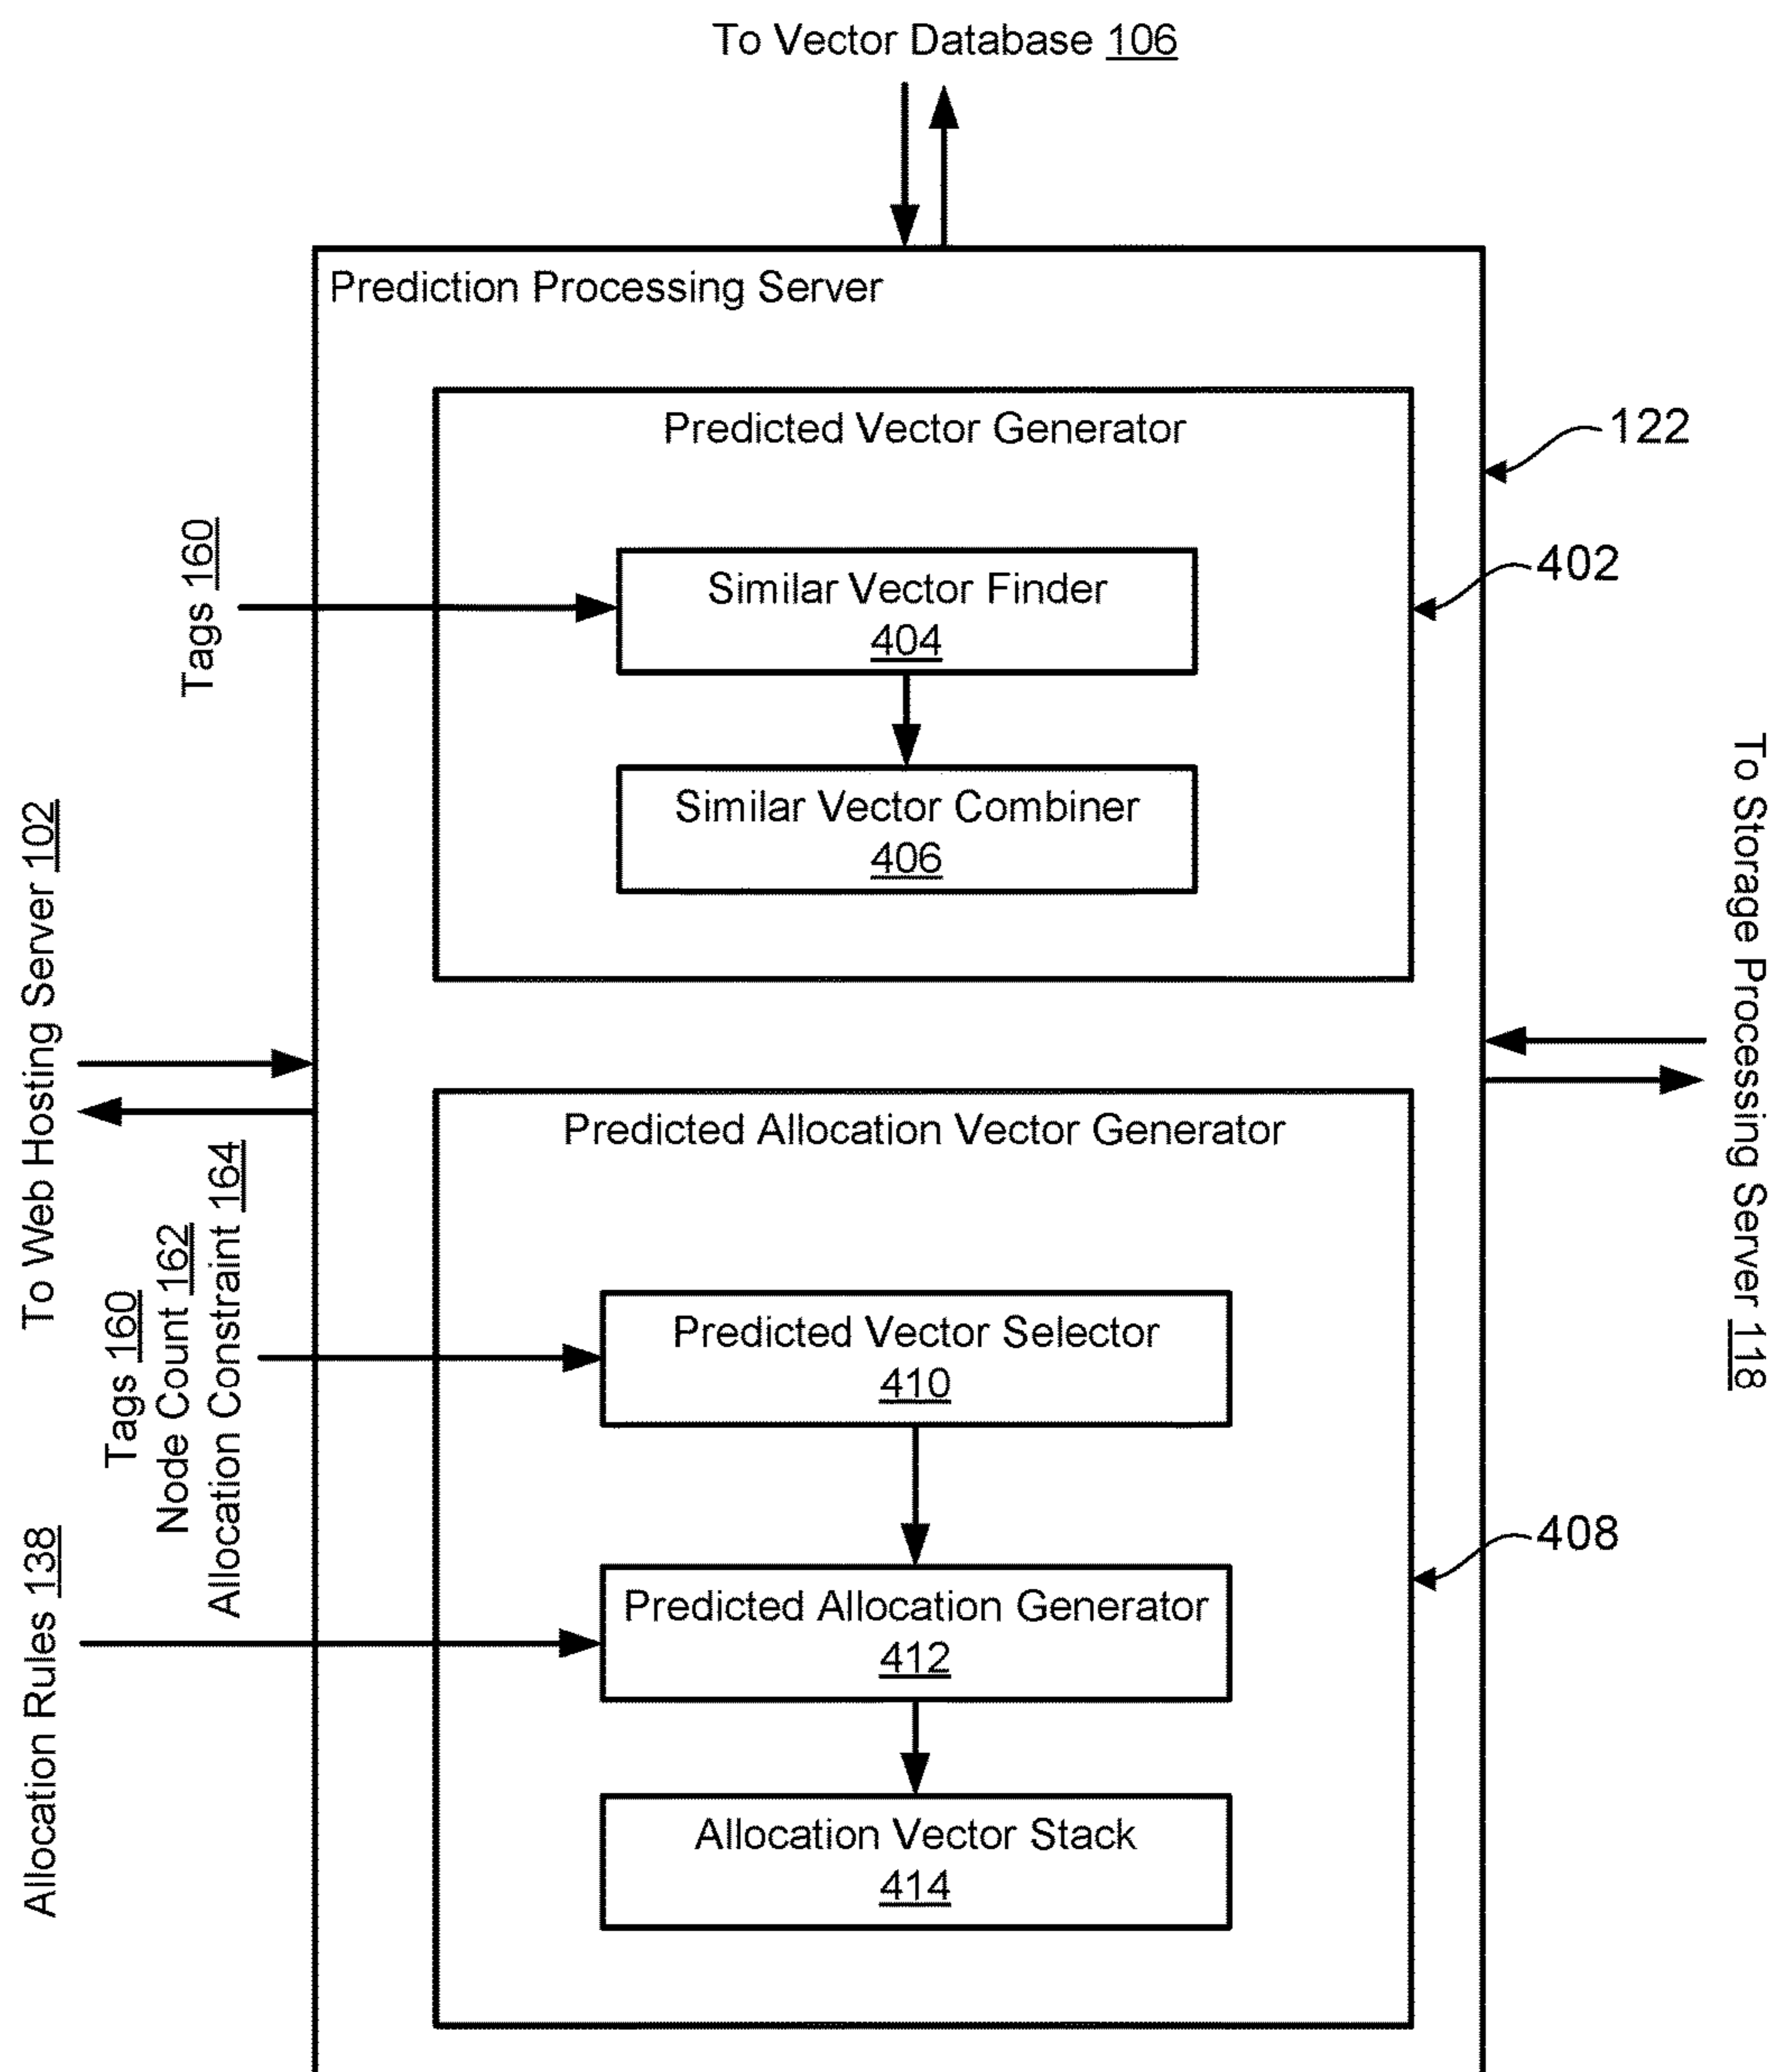 To Vector Database 106
Prediction Processing Server
Predicted Vector Generator
122
Tags 160
Similar Vector Finder
404
402
Similar Vector Combiner
406
To Web Hosting Server 102
To Storage Processing Server 118
Predicted Allocation Vector Generator
Tags 160
Node Count 162
Allocation Constraint 164
Predicted Vector Selector
410
408
Allocation Rules 138
Predicted Allocation Generator
412
Allocation Vector Stack
414